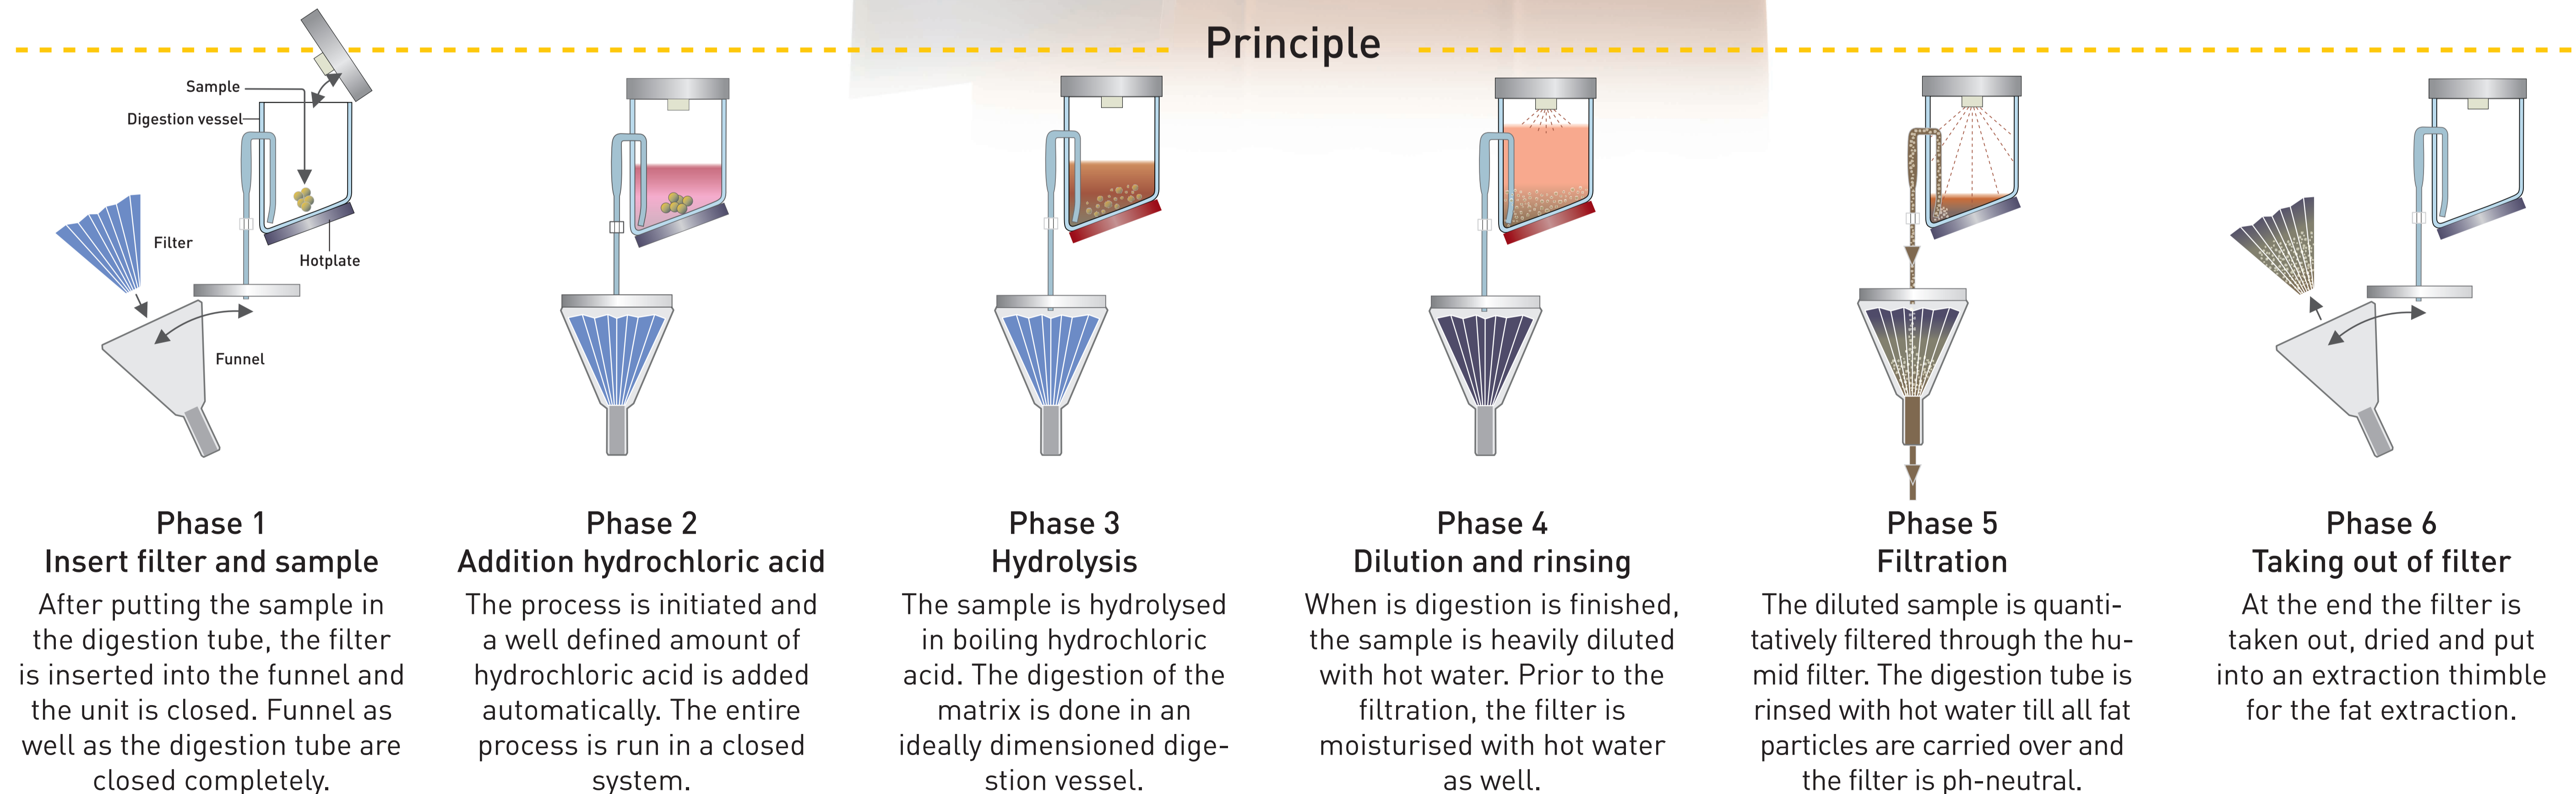 Principle
Sample
Digestion vessel
Filter
Hotplate
Funnel
Phase 1
Insert filter and sample
After putting the sample in
the digestion tube, the filter
is inserted into the funnel and
the unit is closed. Funnel as
well as the digestion tube are
closed completely.
Phase 2
Addition hydrochloric acid
The process is initiated and
a well defined amount of
hydrochloric acid is added
automatically. The entire
process is run in a closed
system.
Phase 3
Hydrolysis
The sample is hydrolysed
in boiling hydrochloric
acid. The digestion of the
matrix is done in an
ideally dimensioned dige-
stion vessel.
Phase 4
Dilution and rinsing
When is digestion is finished,
the sample is heavily diluted
with hot water. Prior to the
filtration, the filter is
moisturised with hot water
as well.
Phase 5
Filtration
The diluted sample is quanti-
tatively filtered through the hu-
mid filter. The digestion tube is
rinsed with hot water till all fat
particles are carried over and
the filter is ph-neutral.
Phase 6
Taking out of filter
At the end the filter is
taken out, dried and put
into an extraction thimble
for the fat extraction.